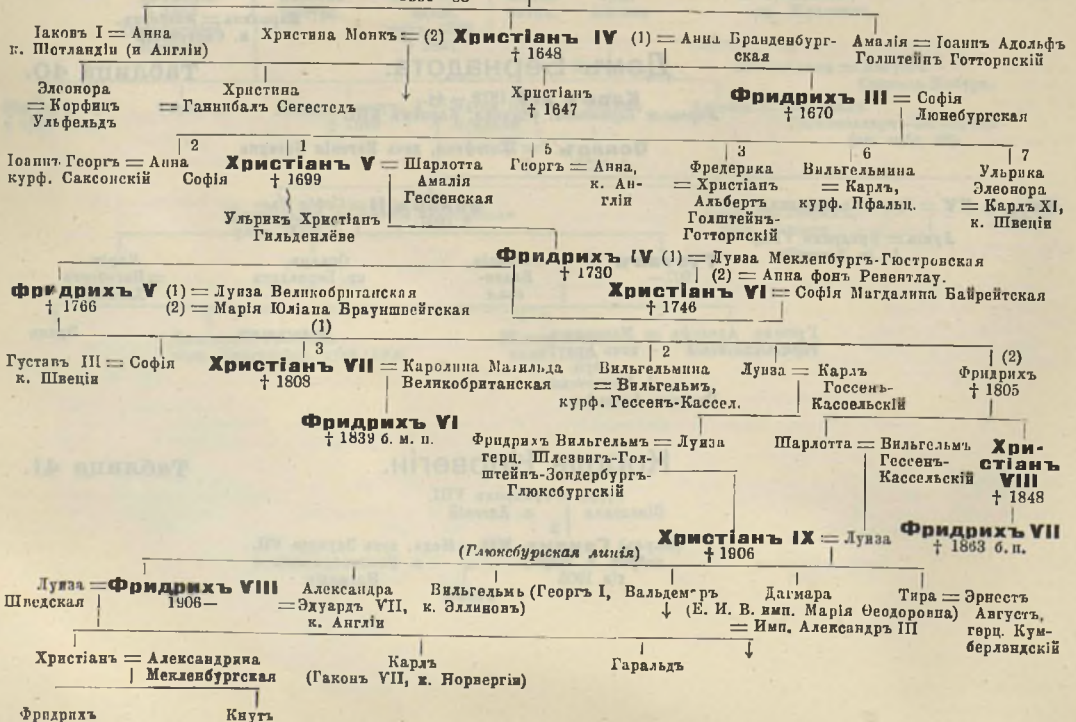 Іаковъ I = Анна
к. Шотландіи (и Англіи)
Христина Монкъ = (2) Христіанъ IV (1) = Анна Бранденбург-
† 1648
ская
Амалія = Іоаннъ Адольфъ
Голштейнъ Готторпскій
Элеонора
= Корфицъ
Ульфельдъ
Христина
= Ганнибалъ Сегестедъ
Христіанъ
† 1647
Фридрихъ III = Софія
† 1670
Люнебургская
Іоаннъ Георгъ = Анна
курф. Саксонскій
2
Софія
1
Христіанъ V = Шарлотта
† 1699
Амалія
Гессенская
Ульрикъ Христіанъ
Гильденлёве
5
Георгъ = Анна,
к. Ан-
гліи
3
Фредерика
= Христіанъ
Альбертъ
Голштейнъ-
Готторпскій
6
Вильгельмина
= Карлъ,
курф. Пфальц.
7
Ульрика
Элеонора
= Карлъ XI,
к. Швеціи
Фридрихъ IV (1) = Луиза Мекленбургъ-Гюстровская
† 1730
(2) = Анна фонъ Ревентлау.
Христіанъ VI = Софія Магдалина Байрейтская
† 1746
Фридрихъ V (1) = Луиза Великобританская
† 1766
(2) = Марія Юліана Брауншвейгская
(1)
Густавъ III = Софія
к. Швеціи
3
Христіанъ VII = Каролина Матильда
† 1808
Великобританская
2
Вильгельмина
= Вильгельмъ,
курф. Гессенъ-Кассел.
Луиза = Карлъ
Гессенъ-
Кассельскій
(2)
Фридрихъ
† 1805
Фридрихъ VI
† 1839 б. м. п.
Фридрихъ Вильгельмъ = Луиза
герц. Шлезвигъ-Гол-
штейнъ-Зондербургъ-
Глюксбургскій
Шарлотта = Вильгельмъ
Гессенъ-
Кассельскій
Хри-
стіанъ
VIII
† 1848
(Глюксбургская линія)
Христіанъ IX = Луиза
† 1906
Фридрихъ VII
† 1863 б. п.
Луиза = Фридрихъ VIII
Шведская
1906—
Александра
= Эдуардъ VII,
к. Англіи
Вильгельмъ (Георгъ I,
к. Эллиновъ)
Вальдемаръ
Дагмара
(Е. И. В. имп. Марія Ѳеодоровна)
= Имп. Александръ III
Тира = Эрнестъ
Августъ,
герц. Кум-
берландскій
Христіанъ = Александрина
Мекленбургская
Карлъ
(Гаконъ VII, к. Норвегіи)
Гаральдъ
Фридрихъ
Кнутъ